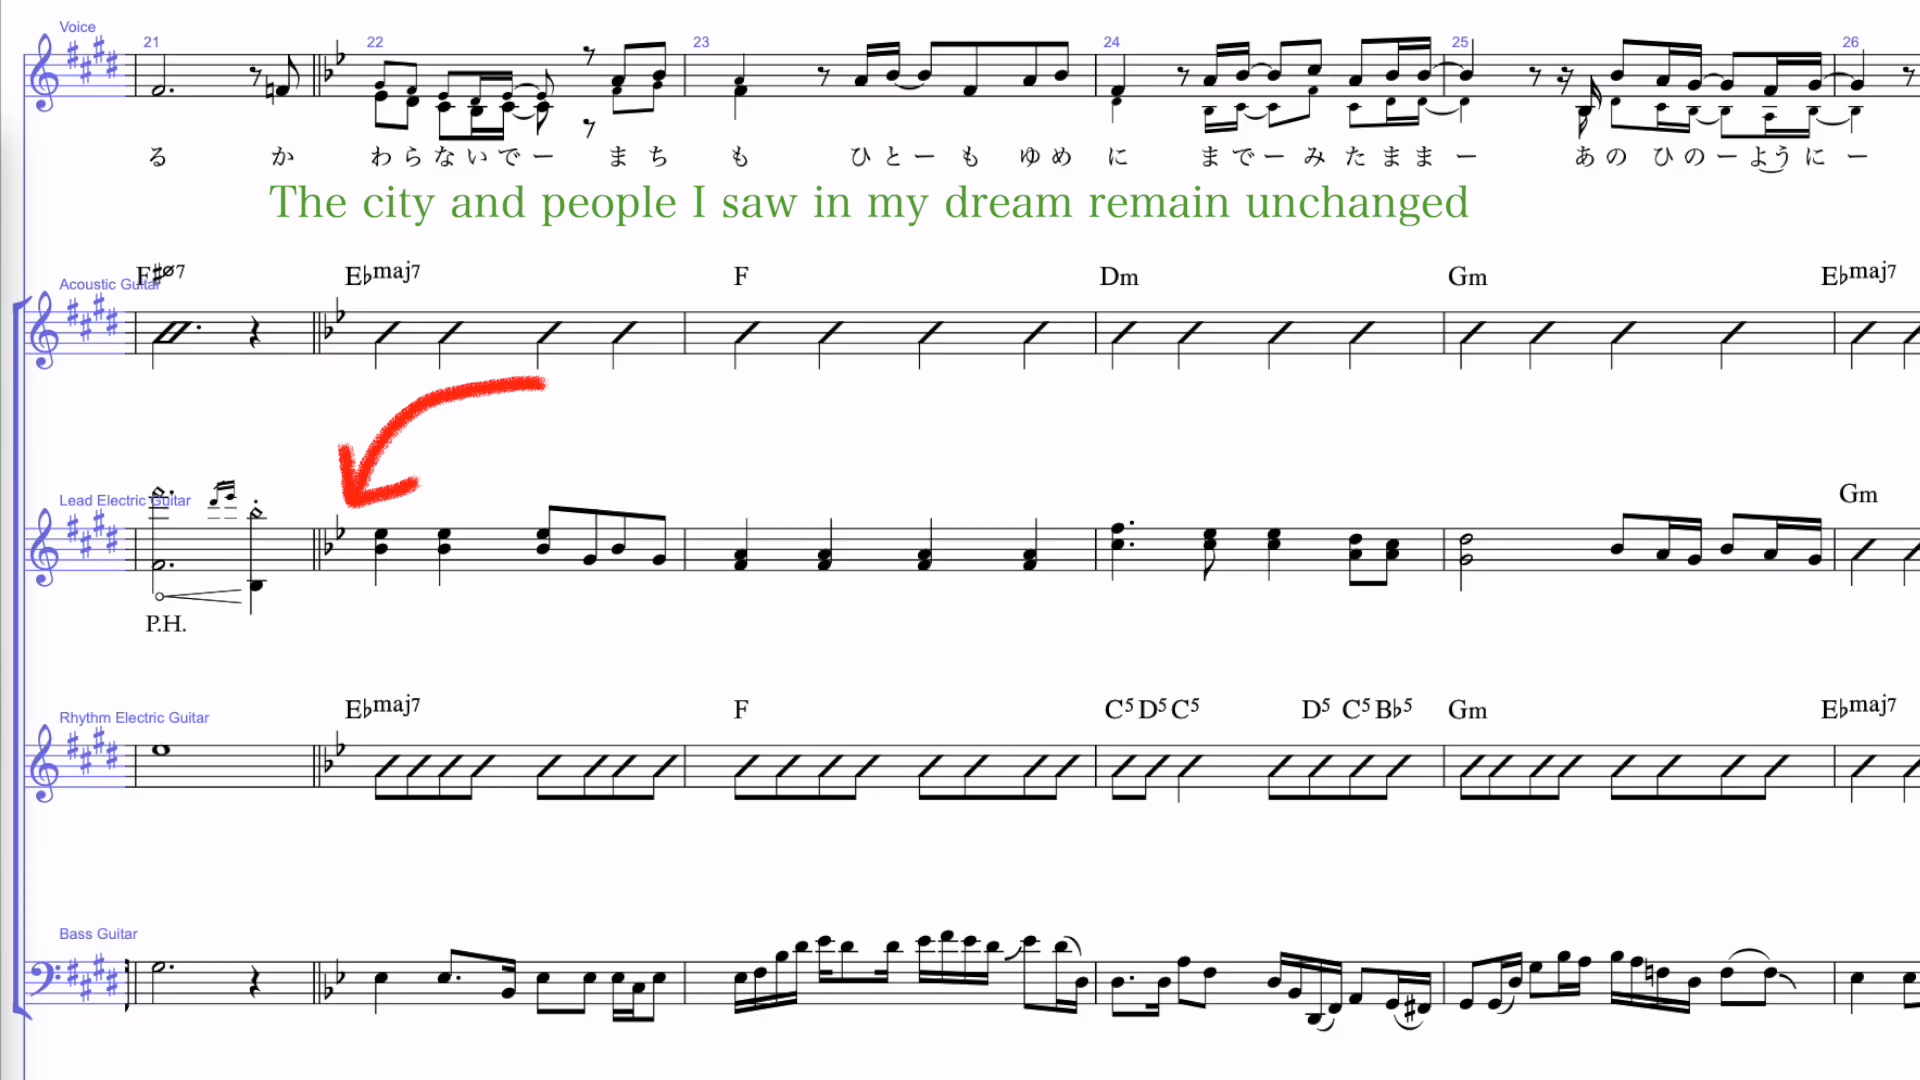 Voice
21 22 23 24 25 26
る か わ ら な い で ー ま ち も ひ と ー も ゆ め に ま で ー み た ま ま ー あ の ひ の ー よう に ー
The city and people I saw in my dream remain unchanged
F♯ø7 E♭maj7 F Dm Gm E♭maj7
Acoustic Guitar
Lead Electric Guitar
Gm
P.H.
E♭maj7 F C5 D5 C5 D5 C5 B♭5 Gm E♭maj7
Rhythm Electric Guitar
Bass Guitar